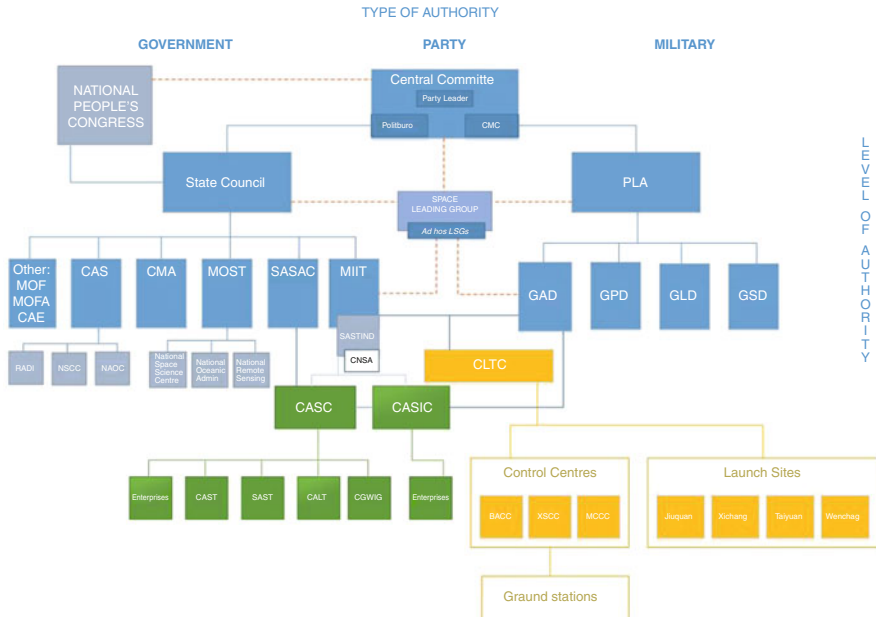 TYPE OF AUTHORITY
GOVERNMENT
PARTY
MILITARY
NATIONAL
PEOPLE'S
CONGRESS
Central Committe
Party Leader
Politburo
CMC
State Council
SPACE
LEADING GROUP
Ad hos LSGs
PLA
LEVEL OF AUTHORITY
Other:
MOF
MOFA
CAE
CAS
CMA
MOST
SASAC
MIIT
GAD
GPD
GLD
GSD
SASTIND
CNSA
RADI
NSCC
NAOC
National
Space
Science
Centre
National
Oceanic
Admin
National
Remote
Sensing
CLTC
CASC
CASIC
Enterprises
CAST
SAST
CALT
CGWIG
Enterprises
Control Centres
BACC
XSCC
MCCC
Launch Sites
Jiuquan
Xichang
Taiyuan
Wenchag
Graund stations